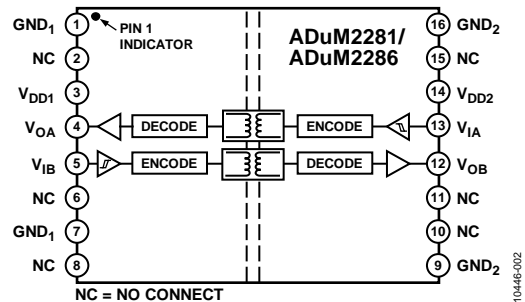 GND1 1 PIN 1 INDICATOR ADuM2281/ ADuM2286 16 GND2
NC 2 15 NC
VDD1 3 14 VDD2
VOA 4 DECODE ENCODE 13 VIA
VIB 5 ENCODE DECODE 12 VOB
NC 6 11 NC
GND1 7 10 NC
NC 8 9 GND2
NC = NO CONNECT
10446-002